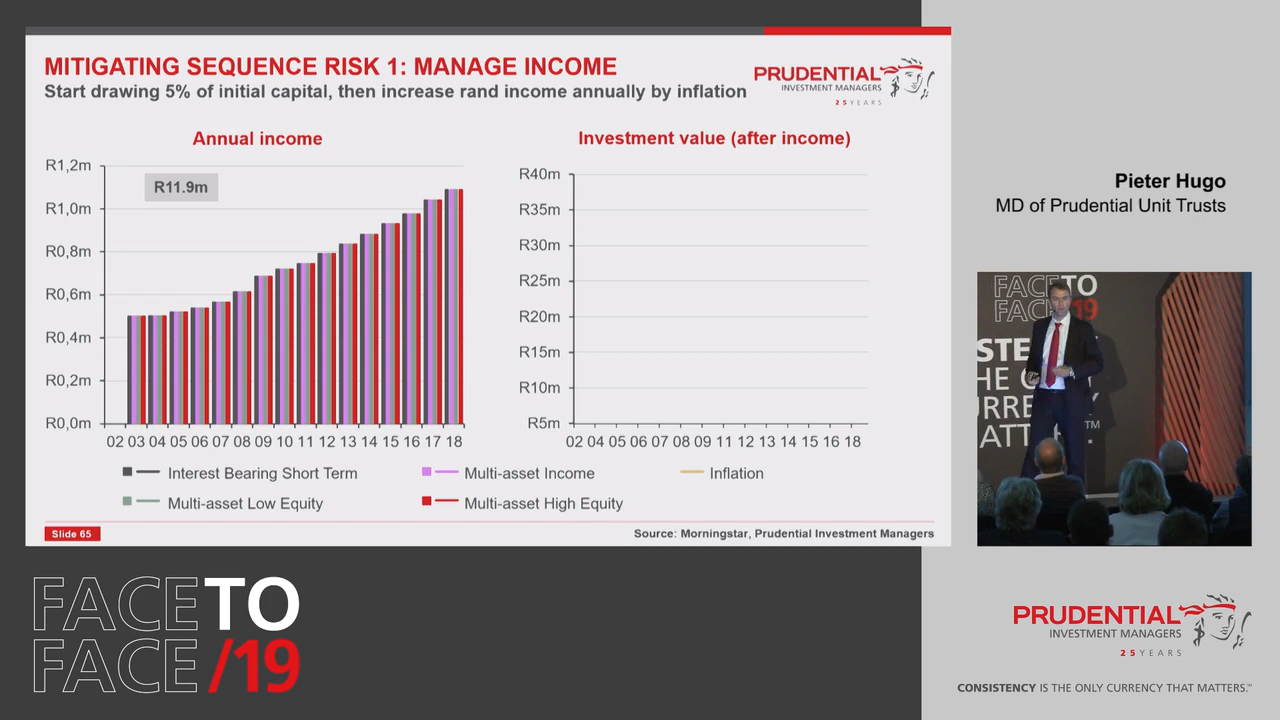 MITIGATING SEQUENCE RISK 1: MANAGE INCOME
Start drawing 5% of initial capital, then increase rand income annually by inflation
PRUDENTIAL
INVESTMENT MANAGERS
25 YEARS
Annual income
R1,2m
R1,0m
R0,8m
R0,6m
R0,4m
R0,2m
R0,0m
R11.9m
02 03 04 05 06 07 08 09 10 11 12 13 14 15 16 17 18
Investment value (after income)
R40m
R35m
R30m
R25m
R20m
R15m
R10m
R5m
02 04 05 06 07 08 09 11 12 13 14 15 16 18
Interest Bearing Short Term
Multi-asset Income
Inflation
Multi-asset Low Equity
Multi-asset High Equity
Slide 65
Source: Morningstar, Prudential Investment Managers
Pieter Hugo
MD of Prudential Unit Trusts
FACE TO
FACE /19
FACE TO
FACE /19
PRUDENTIAL
INVESTMENT MANAGERS
25 YEARS
CONSISTENCY IS THE ONLY CURRENCY THAT MATTERS.™